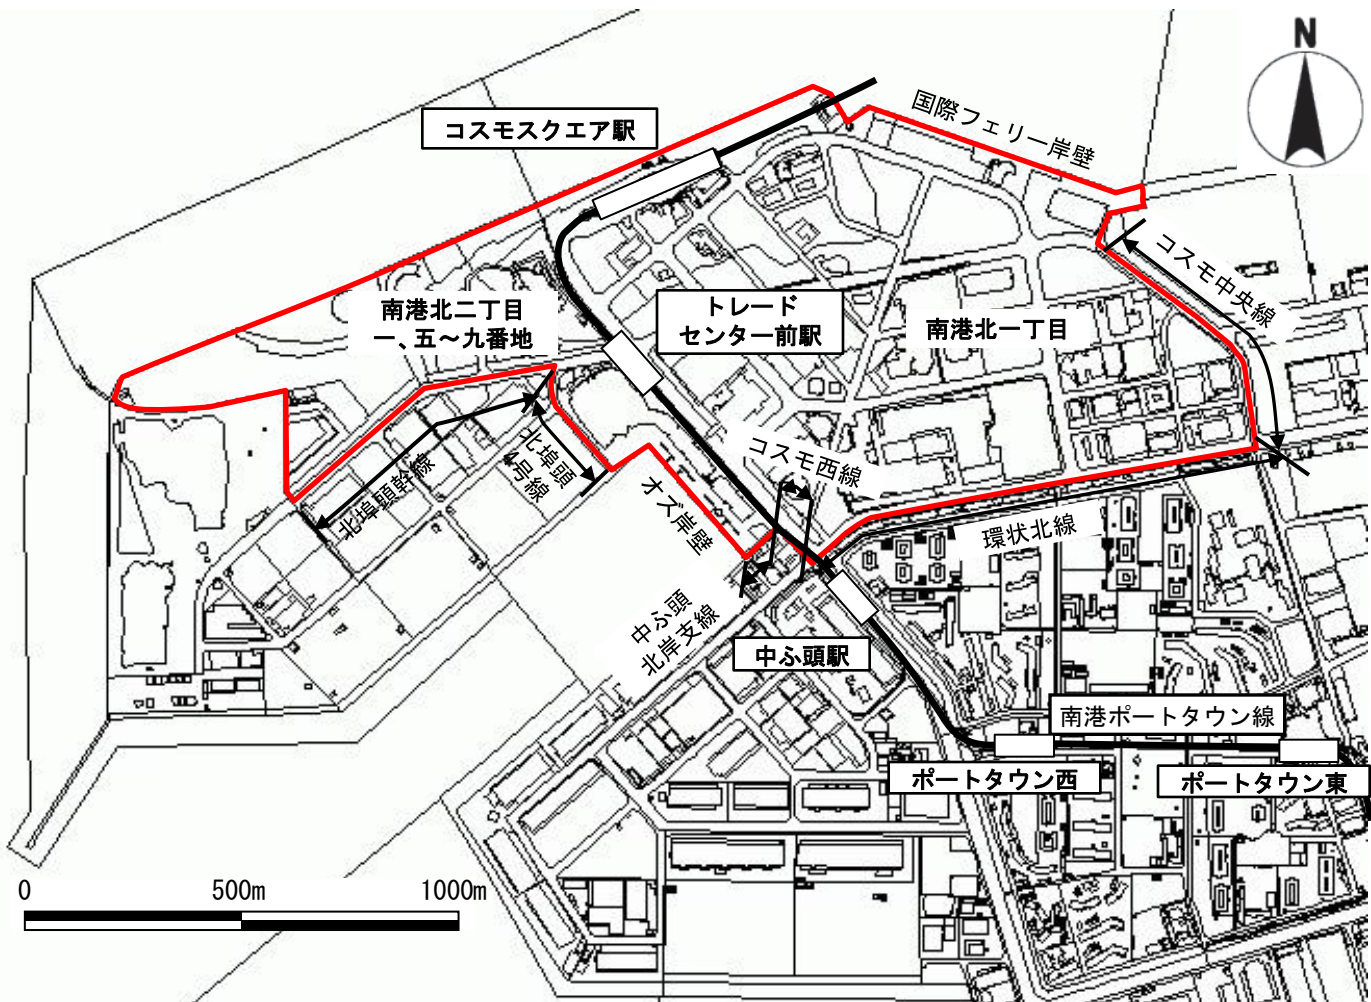 N
国際フェリー岸壁
コスモスクエア駅
コスモ中央線
南港北二丁目
一、五～九番地
トレード
センター前駅
南港北一丁目
北埠頭幹線
北埠頭
4号線
コスモ西線
オズ岸壁
環状北線
中ふ頭
北岸支線
中ふ頭駅
南港ポートタウン線
ポートタウン西
ポートタウン東
0
500m
1000m